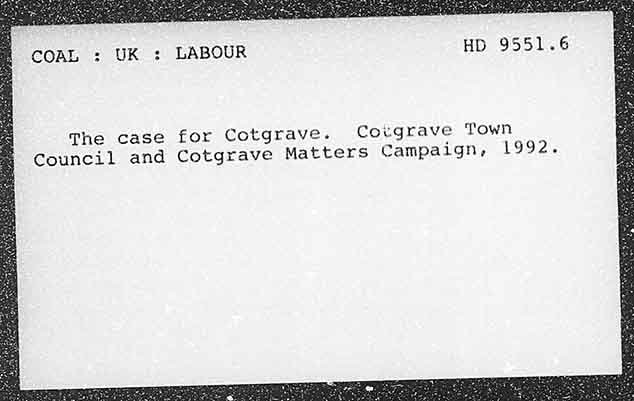 COAL : UK : LABOUR HD 9551.6
The case for Cotgrave. Cotgrave Town
Council and Cotgrave Matters Campaign, 1992.